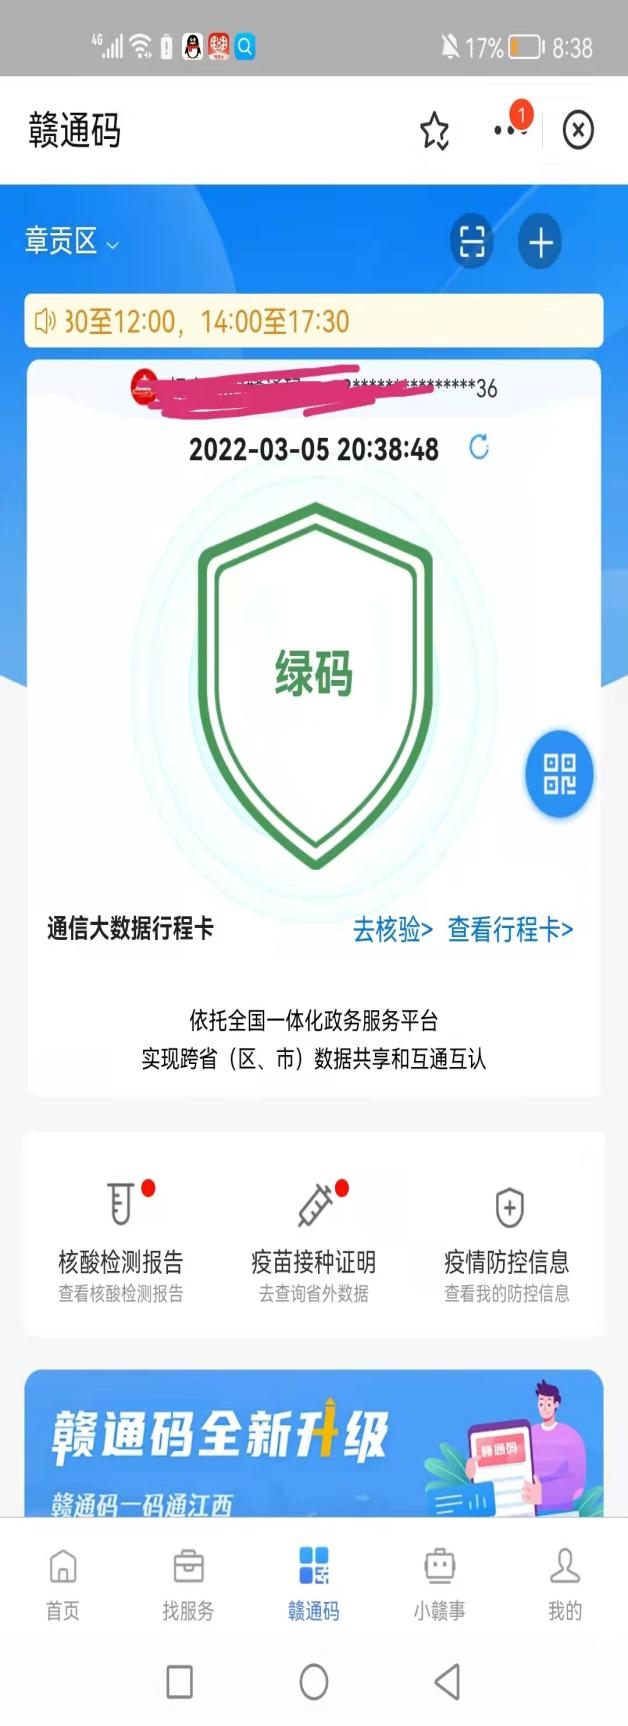 4G 17% 8:38
赣通码
1
章贡区
30至12:00，14:00至17:30
2***************36
2022-03-05 20:38:48
绿码
通信大数据行程卡 去核验> 查看行程卡>
依托全国一体化政务服务平台
实现跨省（区、市）数据共享和互通互认
核酸检测报告 疫苗接种证明 疫情防控信息
查看核酸检测报告 去查询省外数据 查看我的防控信息
赣通码全新升级
赣通码
赣通码一码通江西
首页 找服务 赣通码 小赣事 我的